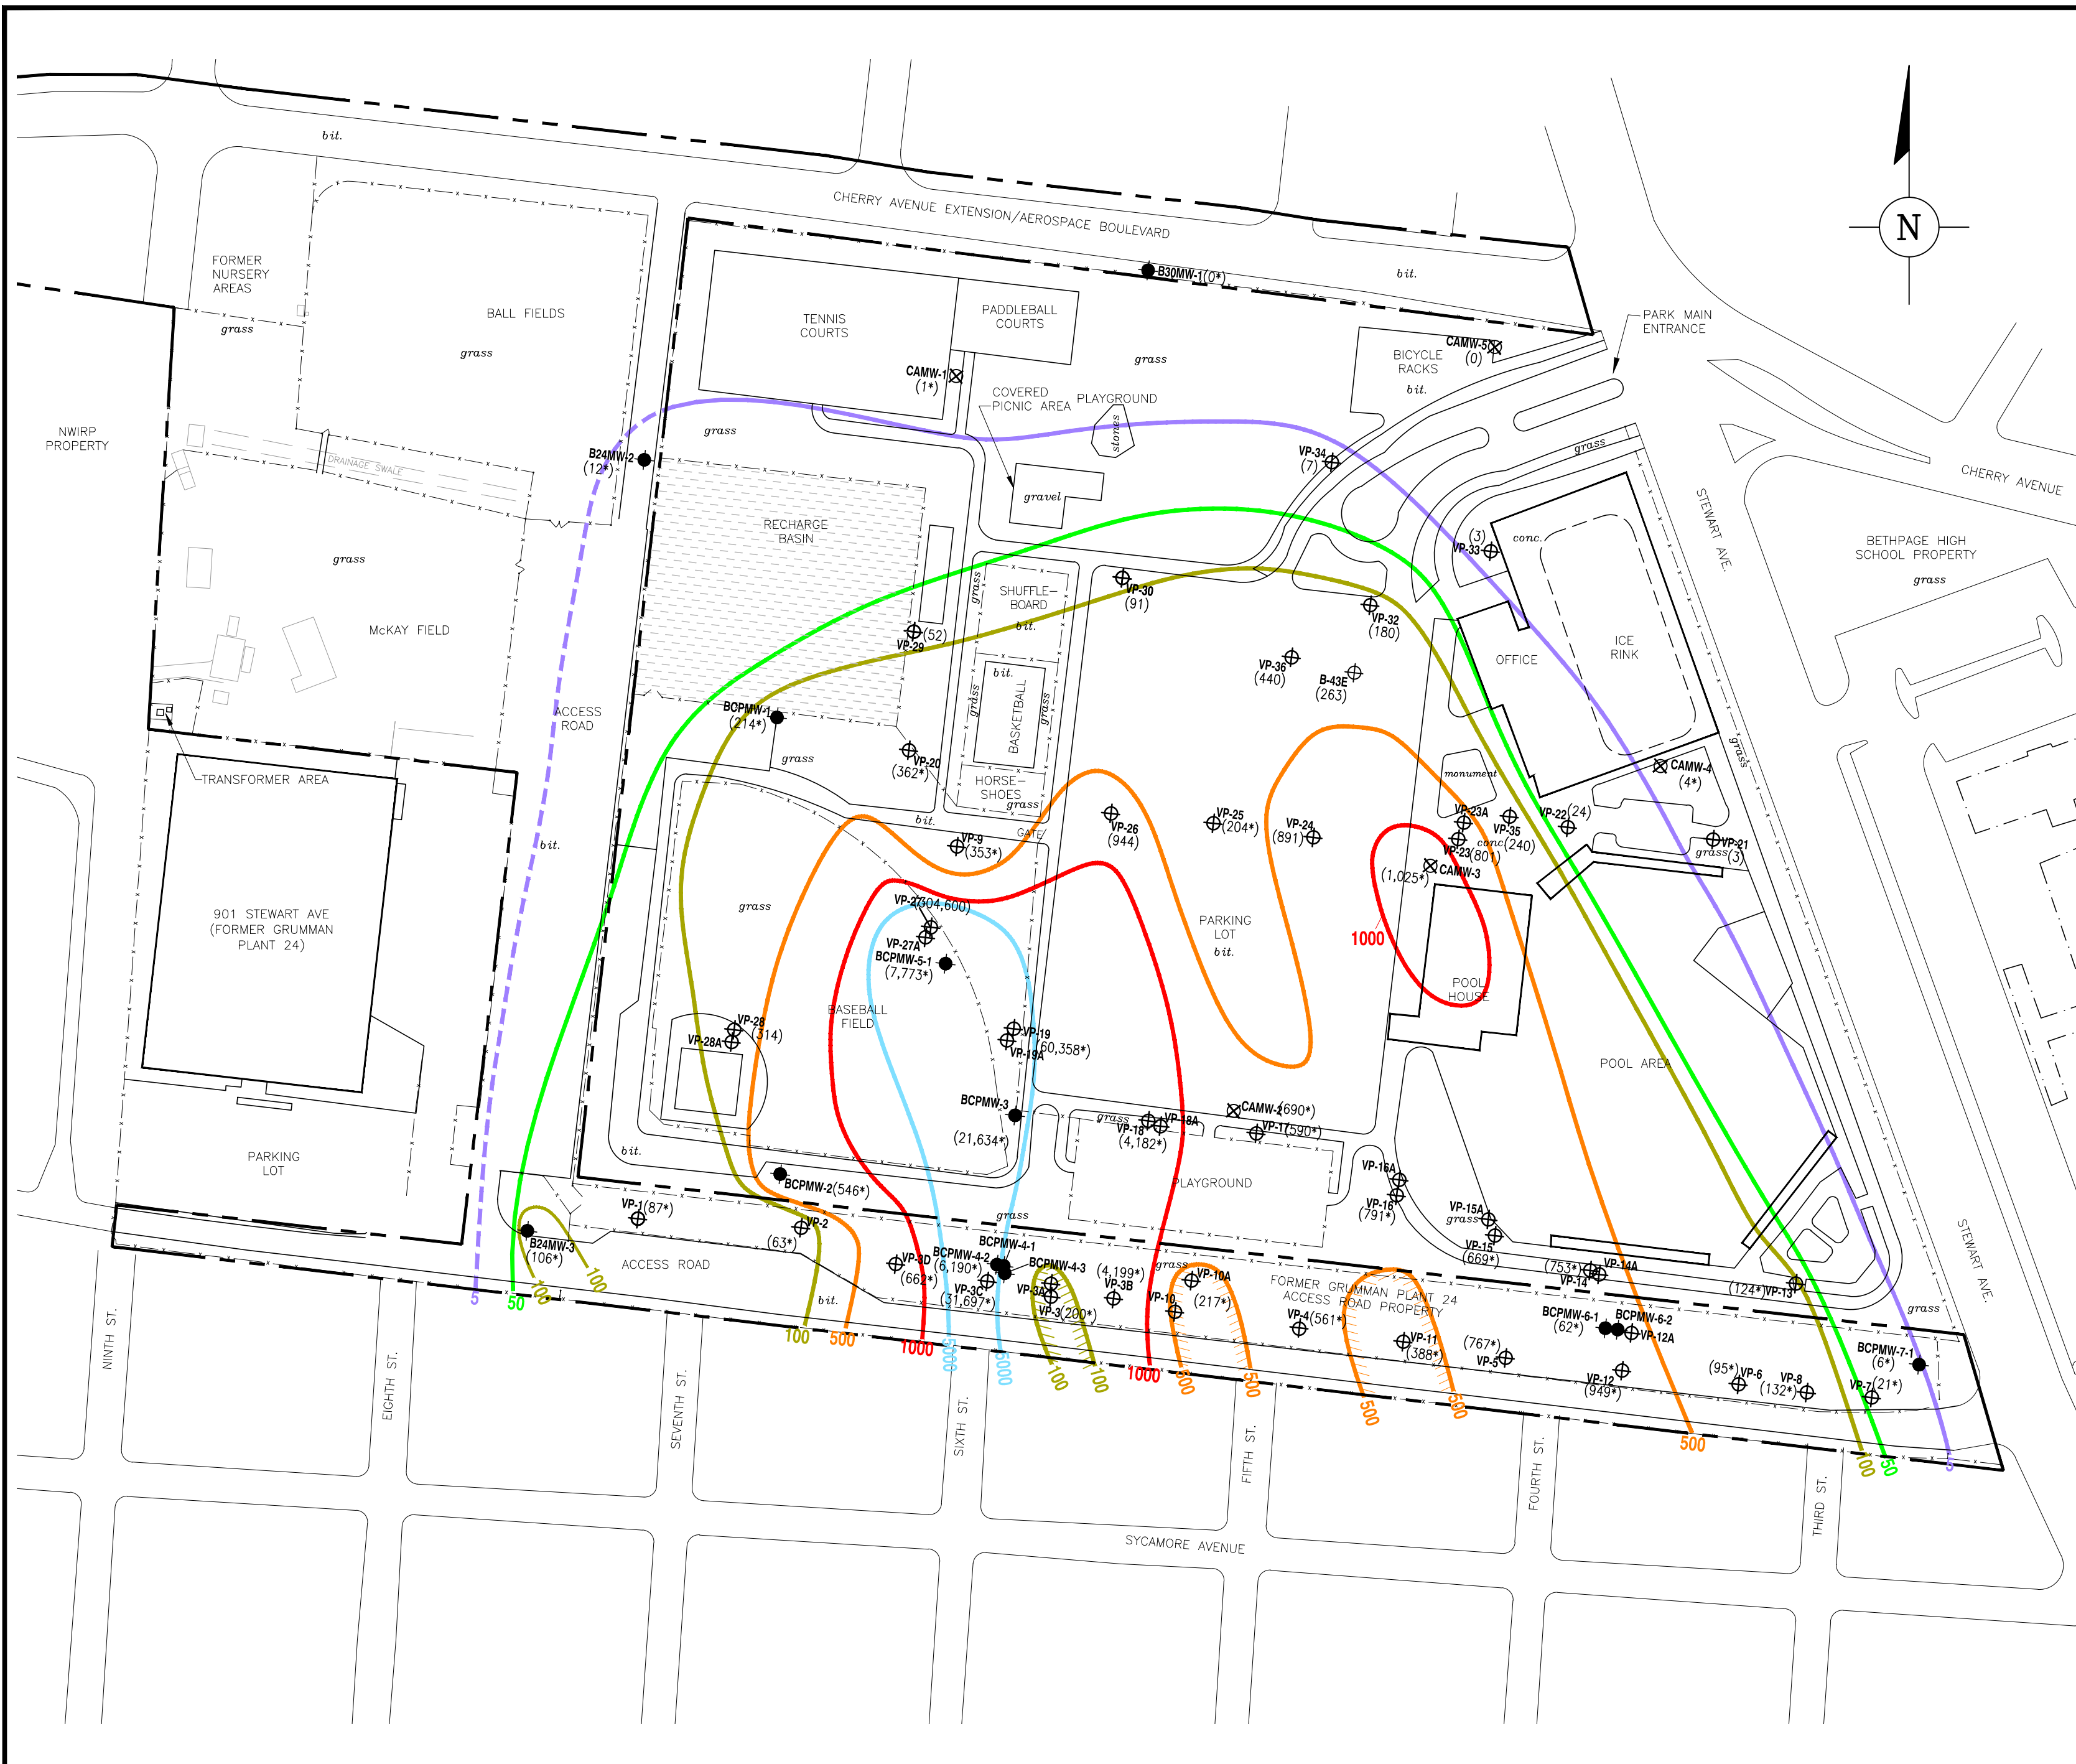 bit.
CHERRY AVENUE EXTENSION/AEROSPACE BOULEVARD
N
FORMER
NURSERY
AREAS
grass
BALL FIELDS
grass
B30MW-1(0*)
bit.
TENNIS
COURTS
PADDLEBALL
COURTS
grass
CAMW-1
(1*)
COVERED
PICNIC AREA
PLAYGROUND
stones
BICYCLE
RACKS
bit.
CAMW-5
(0)
PARK MAIN
ENTRANCE
NWIRP
PROPERTY
DRAINAGE SWALE
B24MW-2
(12*)
grass
gravel
VP-34
(7)
grass
STEWART AVE.
CHERRY AVENUE
BETHPAGE HIGH
SCHOOL PROPERTY
grass
grass
RECHARGE
BASIN
(3)
VP-33
conc.
McKAY FIELD
grass
SHUFFLE-
BOARD
bit.
VP-30
(91)
VP-32
(180)
(52)
VP-29
VP-36
(440)
B-43E
(263)
OFFICE
ICE
RINK
ACCESS
ROAD
BCPMW-1
(214*)
grass
bit.
BASKETBALL
grass
grass
VP-20
(362*)
HORSE-
SHOES
grass
TRANSFORMER AREA
monument
CAMW-4
(4*)
grass
bit.
bit.
GATE
VP-9
(353*)
VP-26
(944)
VP-25
(204*)
VP-24
(891)
VP-23A
VP-35
(240)
conc
VP-23
(801)
VP-22
(24)
VP-21
grass
(3)
CAMW-3
(1,025*)
901 STEWART AVE
(FORMER GRUMMAN
PLANT 24)
grass
VP-27
(304,600)
VP-27A
BCPMW-5-1
(7,773*)
PARKING
LOT
bit.
1000
POOL
HOUSE
BASEBALL
FIELD
VP-28
(314)
VP-28A
VP-19
VP-19A
(60,358*)
POOL AREA
BCPMW-3
(21,634*)
grass
VP-18
VP-18A
(4,182*)
CAMW-2
(690*)
VP-17
(590*)
PARKING
LOT
bit.
BCPMW-2
(546*)
PLAYGROUND
VP-16A
VP-16
(791*)
VP-15A
grass
VP-15
(669*)
VP-1
(87*)
VP-2
(63*)
grass
B24MW-3
(106*)
ACCESS ROAD
VP-3D
(662*)
BCPMW-4-1
BCPMW-4-2
(6,190*)
BCPMW-4-3
VP-3C
(31,697*)
VP-3A
VP-3
(200*)
(4,199*)
VP-3B
grass
VP-10A
VP-10
(217*)
FORMER GRUMMAN PLANT 24
ACCESS ROAD PROPERTY
(753*)
VP-14
VP-14A
(124*)
VP-13
grass
STEWART AVE.
bit.
VP-4
(561*)
VP-11
(388*)
(767*)
VP-5
BCPMW-6-1
(62*)
BCPMW-6-2
VP-12A
VP-12
(949*)
(95*)
VP-6
VP-8
(132*)
BCPMW-7-1
(6*)
VP-7
(21*)
5
50
100
100
100
500
1000
5000
5000
100
100
1000
500
500
500
500
500
100
50
5
NINTH ST.
EIGHTH ST.
SEVENTH ST.
SIXTH ST.
FIFTH ST.
FOURTH ST.
THIRD ST.
SYCAMORE AVENUE